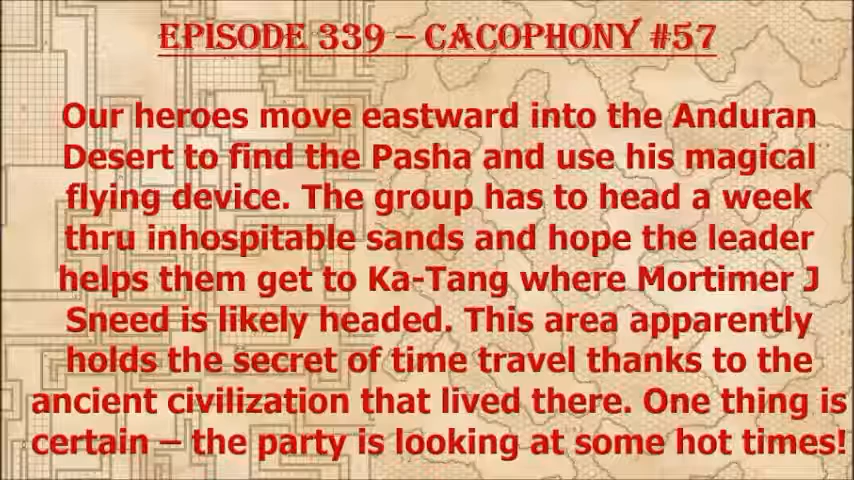 EPISODE 339 – CACOPHONY #57
Our heroes move eastward into the Anduran
Desert to find the Pasha and use his magical
flying device. The group has to head a week
thru inhospitable sands and hope the leader
helps them get to Ka-Tang where Mortimer J
Sneed is likely headed. This area apparently
holds the secret of time travel thanks to the
ancient civilization that lived there. One thing is
certain – the party is looking at some hot times!